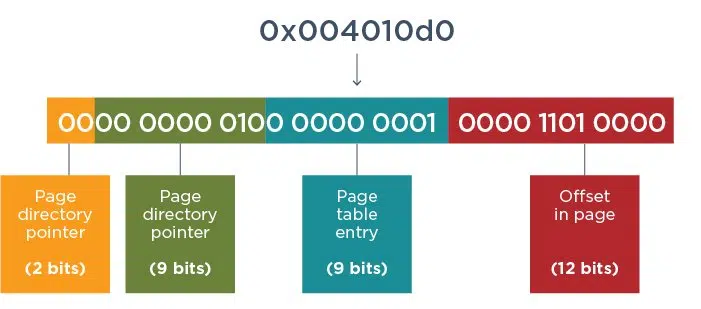 0x004010d0
0000 0000 0100 0000 0001 0000 1101 0000
Page
directory
pointer
(2 bits)
Page
directory
pointer
(9 bits)
Page
table
entry
(9 bits)
Offset
in page
(12 bits)